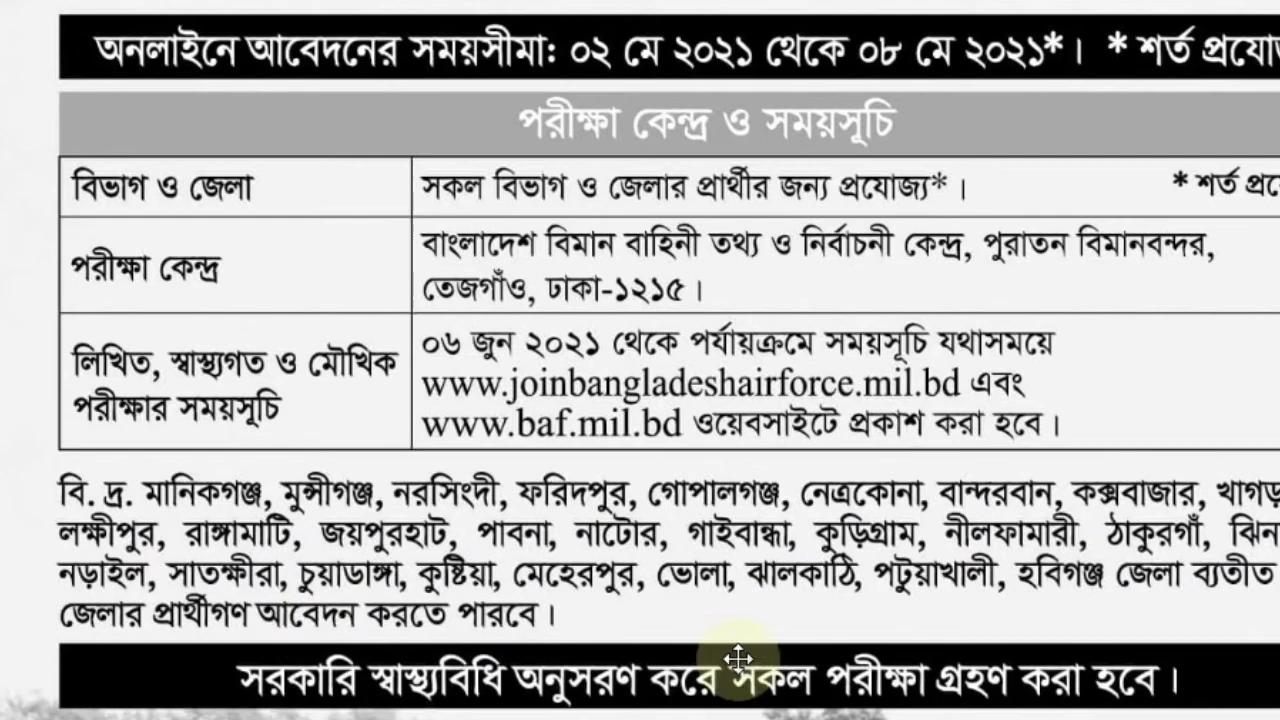 অনলাইনে আবেদনের সময়সীমা: ০২ মে ২০২১ থেকে ০৮ মে ২০২১*। * শর্ত
পরীক্ষা কেন্দ্র ও সময়সূচি
বিভাগ ও জেলা
সকল বিভাগ ও জেলার প্রার্থীর জন্য প্রযোজ্য*। * শর্ত
পরীক্ষা কেন্দ্র
বাংলাদেশ বিমান বাহিনী তথ্য ও নির্বাচনী কেন্দ্র, পুরাতন বিমানবন্দর,
তেজগাঁও, ঢাকা-১২১৫।
লিখিত, স্বাস্থ্যগত ও মৌখিক
পরীক্ষার সময়সূচি
০৬ জুন ২০২১ থেকে পর্যায়ক্রমে সময়সূচি যথাসময়ে
www.joinbangladeshairforce.mil.bd এবং
www.baf.mil.bd ওয়েবসাইটে প্রকাশ করা হবে।
বি. দ্র. মানিকগঞ্জ, মুন্সীগঞ্জ, নরসিংদী, ফরিদপুর, গোপালগঞ্জ, নেত্রকোনা, বান্দরবান, কক্সবাজার,
লক্ষীপুর, রাঙ্গামাটি, জয়পুরহাট, পাবনা, নাটোর, গাইবান্ধা, কুড়িগ্রাম, নীলফামারী, ঠাকুরগাঁ,
নড়াইল, সাতক্ষীরা, চুয়াডাঙ্গা, কুষ্টিয়া, মেহেরপুর, ভোলা, ঝালকাঠি, পটুয়াখালী, হবিগঞ্জ জেলা ব্যতীত
জেলার প্রার্থীগণ আবেদন করতে পারবে।
সরকারি স্বাস্থ্যবিধি অনুসরণ করে সকল পরীক্ষা গ্রহণ করা হবে।